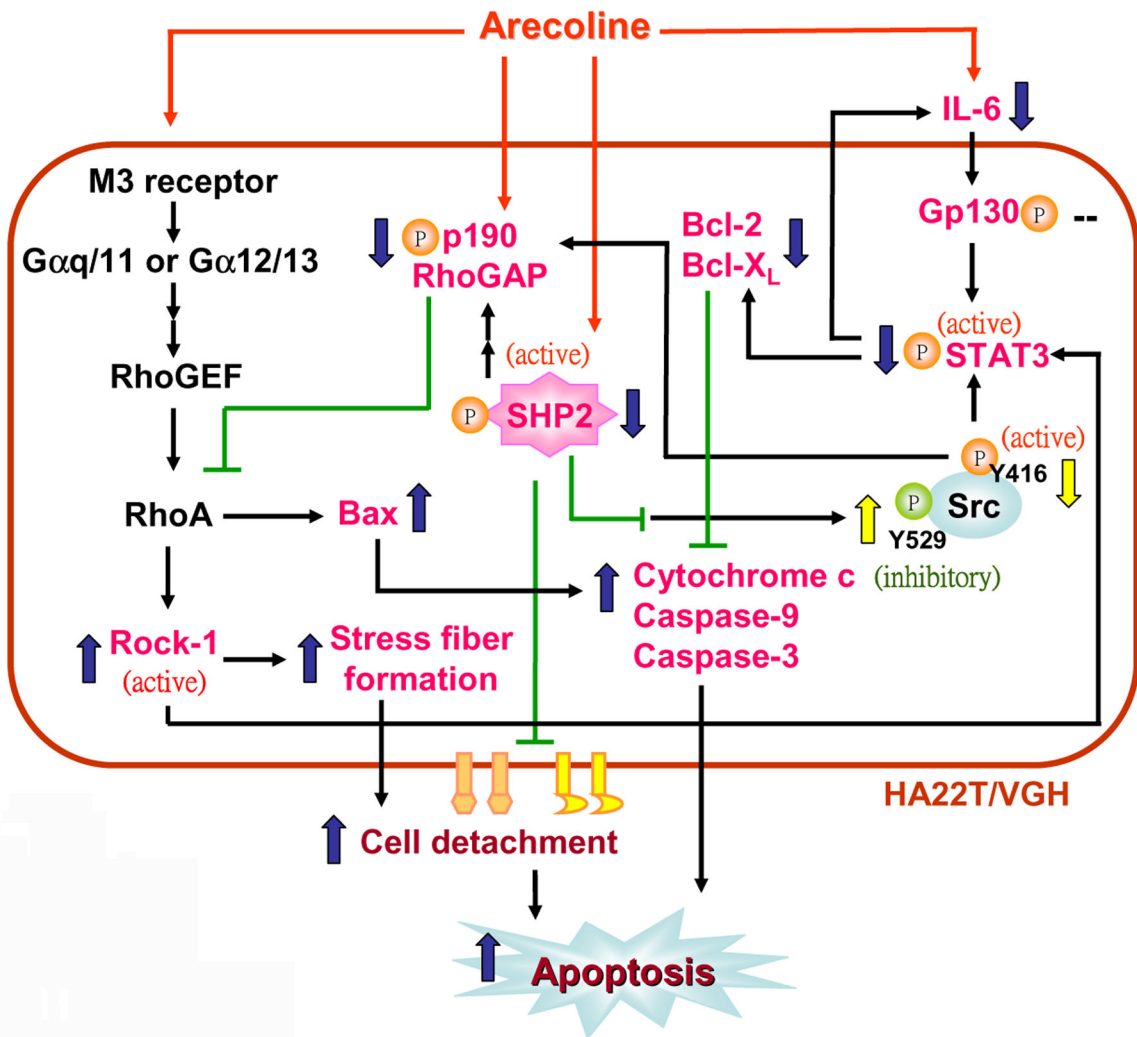 Arecoline
IL-6
M3 receptor
Gαq/11 or Gα12/13
RhoGEF
RhoA
Rock-1
(active)
P p190
RhoGAP
(active)
P SHP2
Bax
Stress fiber
formation
Bcl-2
Bcl-XL
Gp130 P --
(active)
P STAT3
(active)
P Y416
P Src
Y529
(inhibitory)
Cytochrome c
Caspase-9
Caspase-3
HA22T/VGH
Cell detachment
Apoptosis